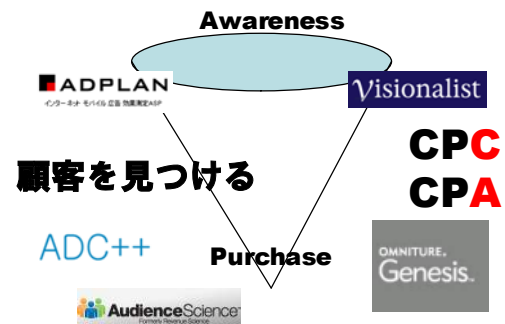 Awareness
ADPLAN
インターネット モバイル 広告 効果測定ASP
Visionalist
CPC
CPA
顧客を見つける
ADC++
Purchase
OMNITURE.
Genesis.
AudienceScience
Formerly Revenue Science